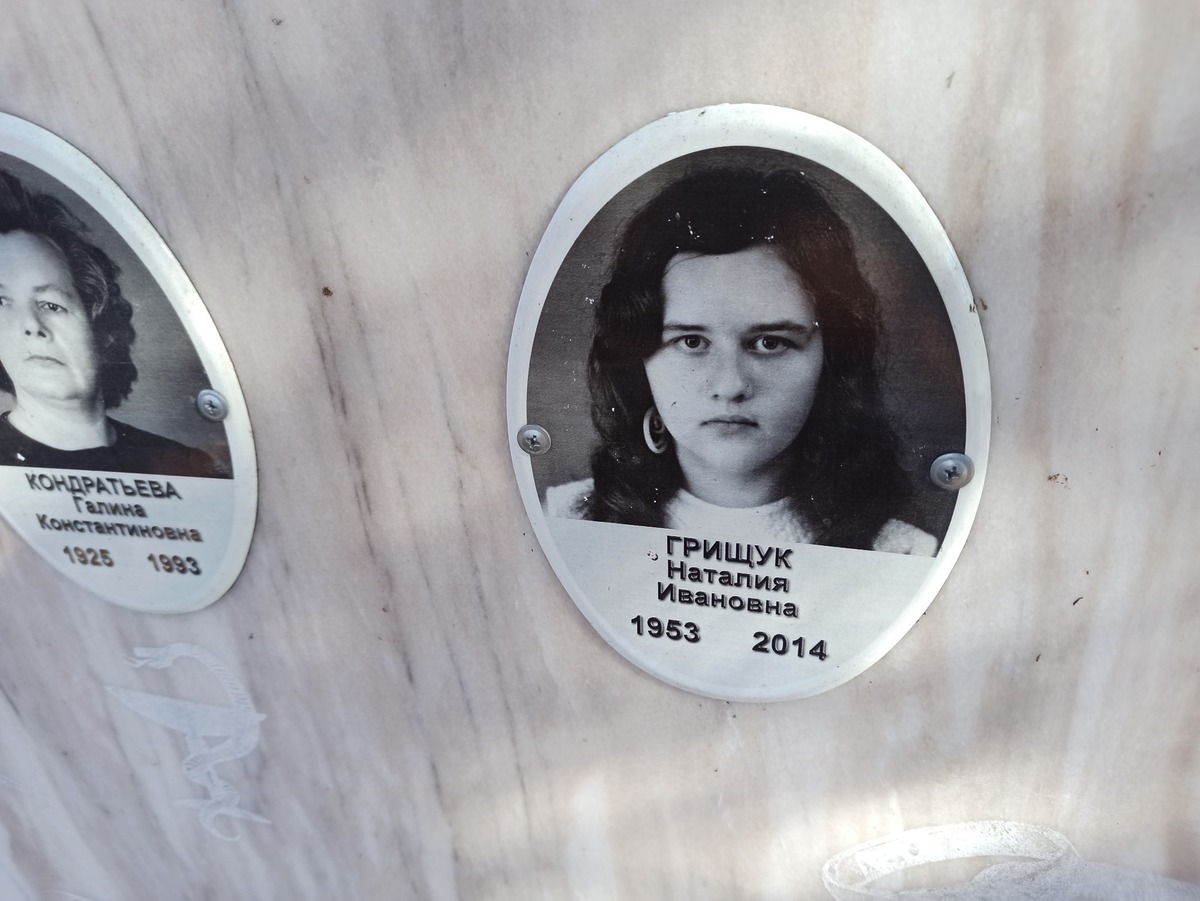 КОНДРАТЬЕВА
Галина
Константиновна
1925 1993
ГРИЩУК
Наталия
Ивановна
1953 2014